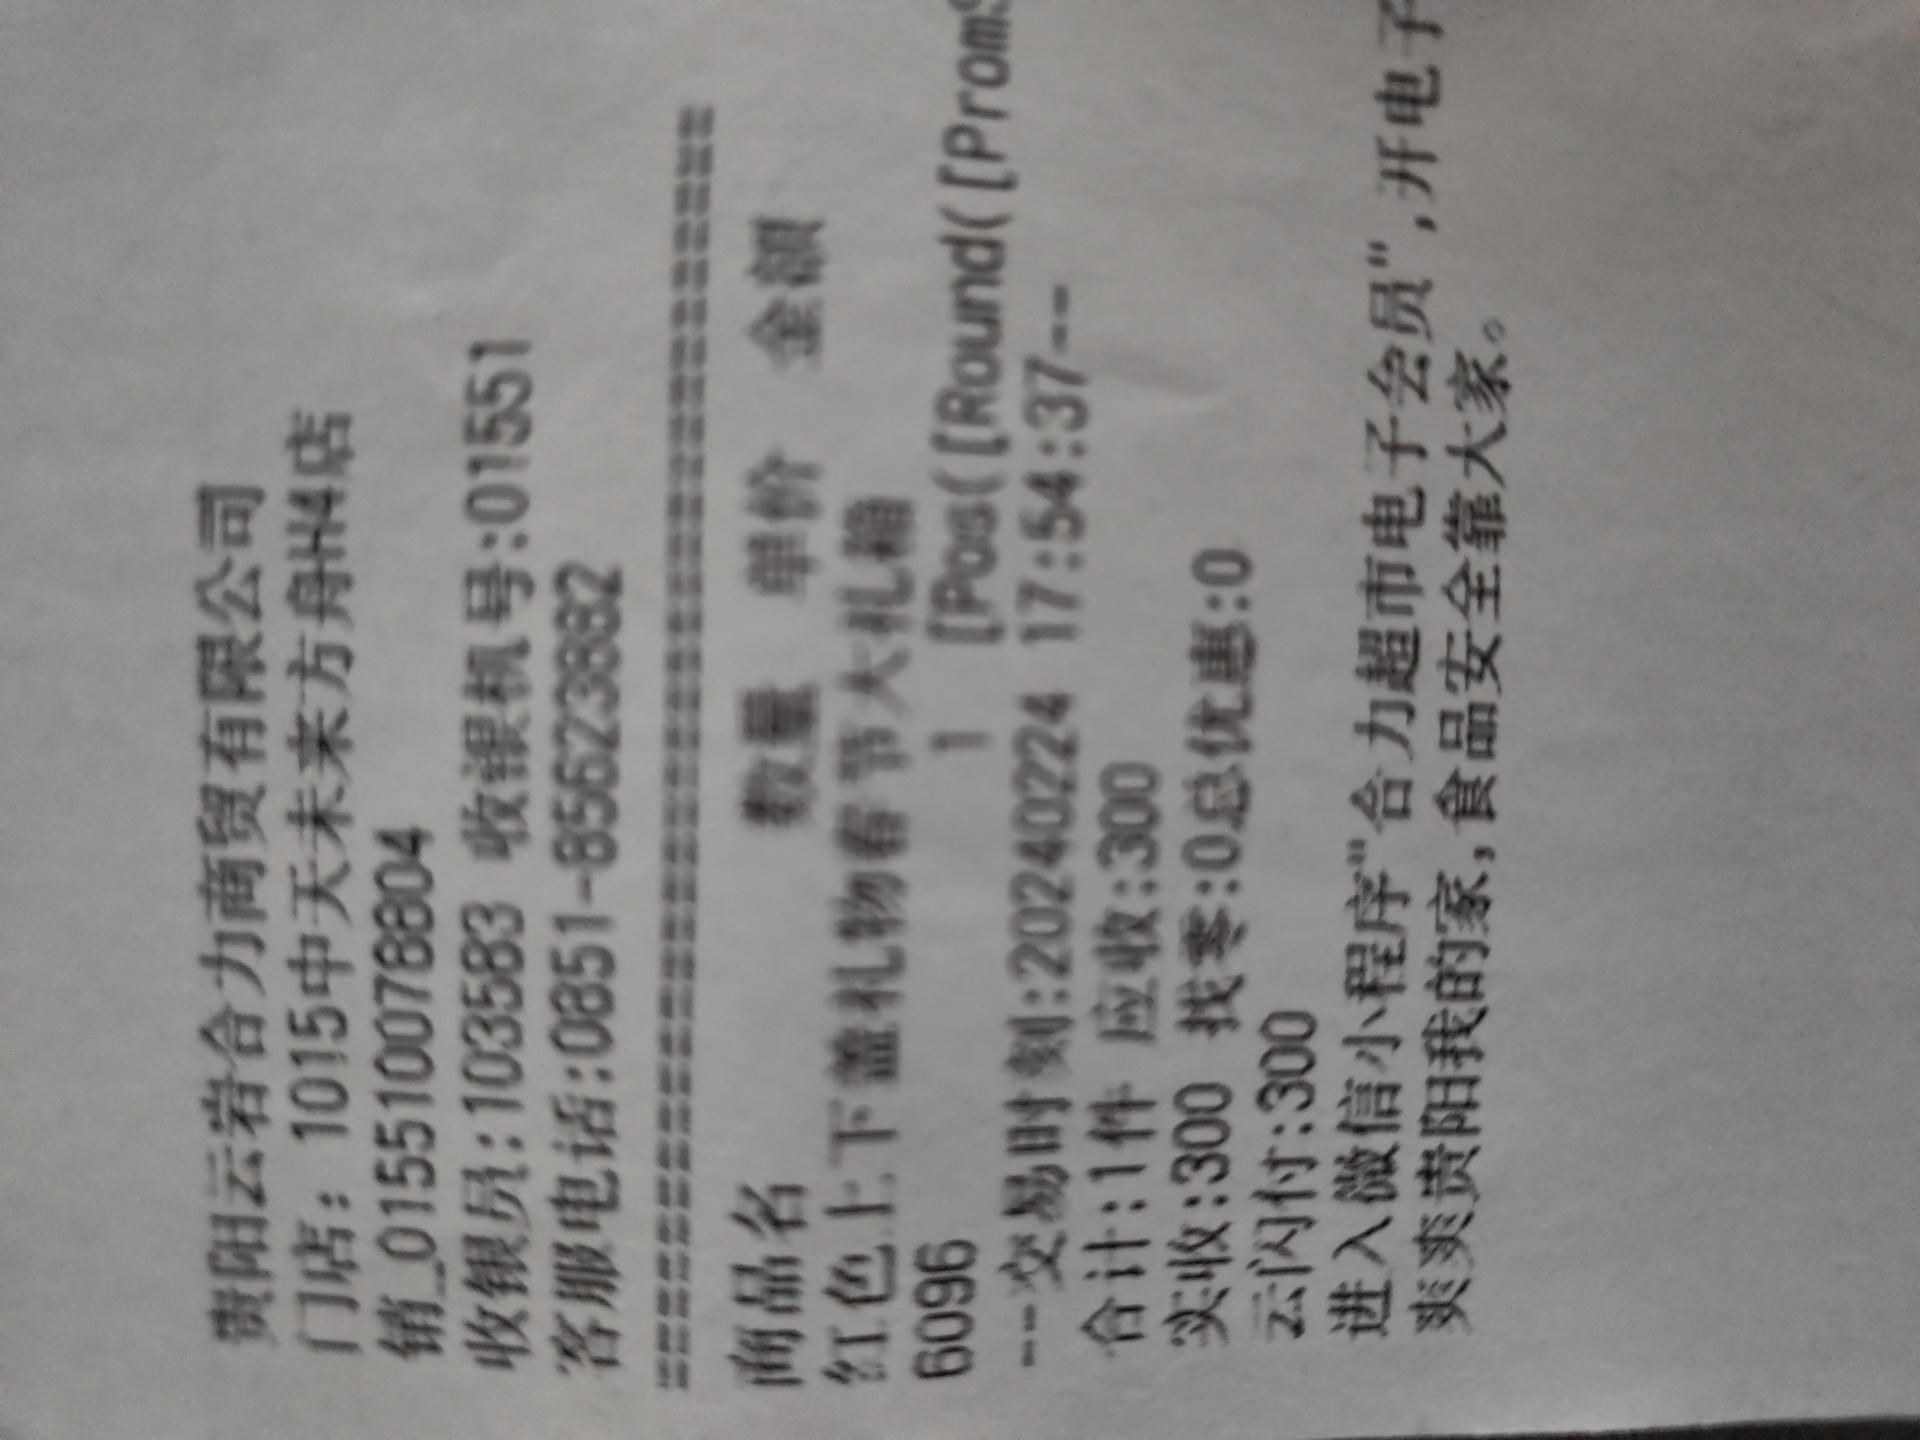 贵阳云岩合力商贸有限公司
门店: 1015中天未来方舟H4店
销_0155100788​04
收银员:103583 收银机号:01551
客服电话:0851-85523882
==============================
商品名 数量 单价 金额
红色上下盖礼物春节大礼箱
6096 1 [Pos([Round([PromS
--交易时刻:20240224 17:54:37--
合计:1件 应收:300
实收:300 找零:0总优惠:0
云闪付:300
进入微信小程序"合力超市电子会员",开电子
爽爽贵阳我的家,食品安全靠大家。